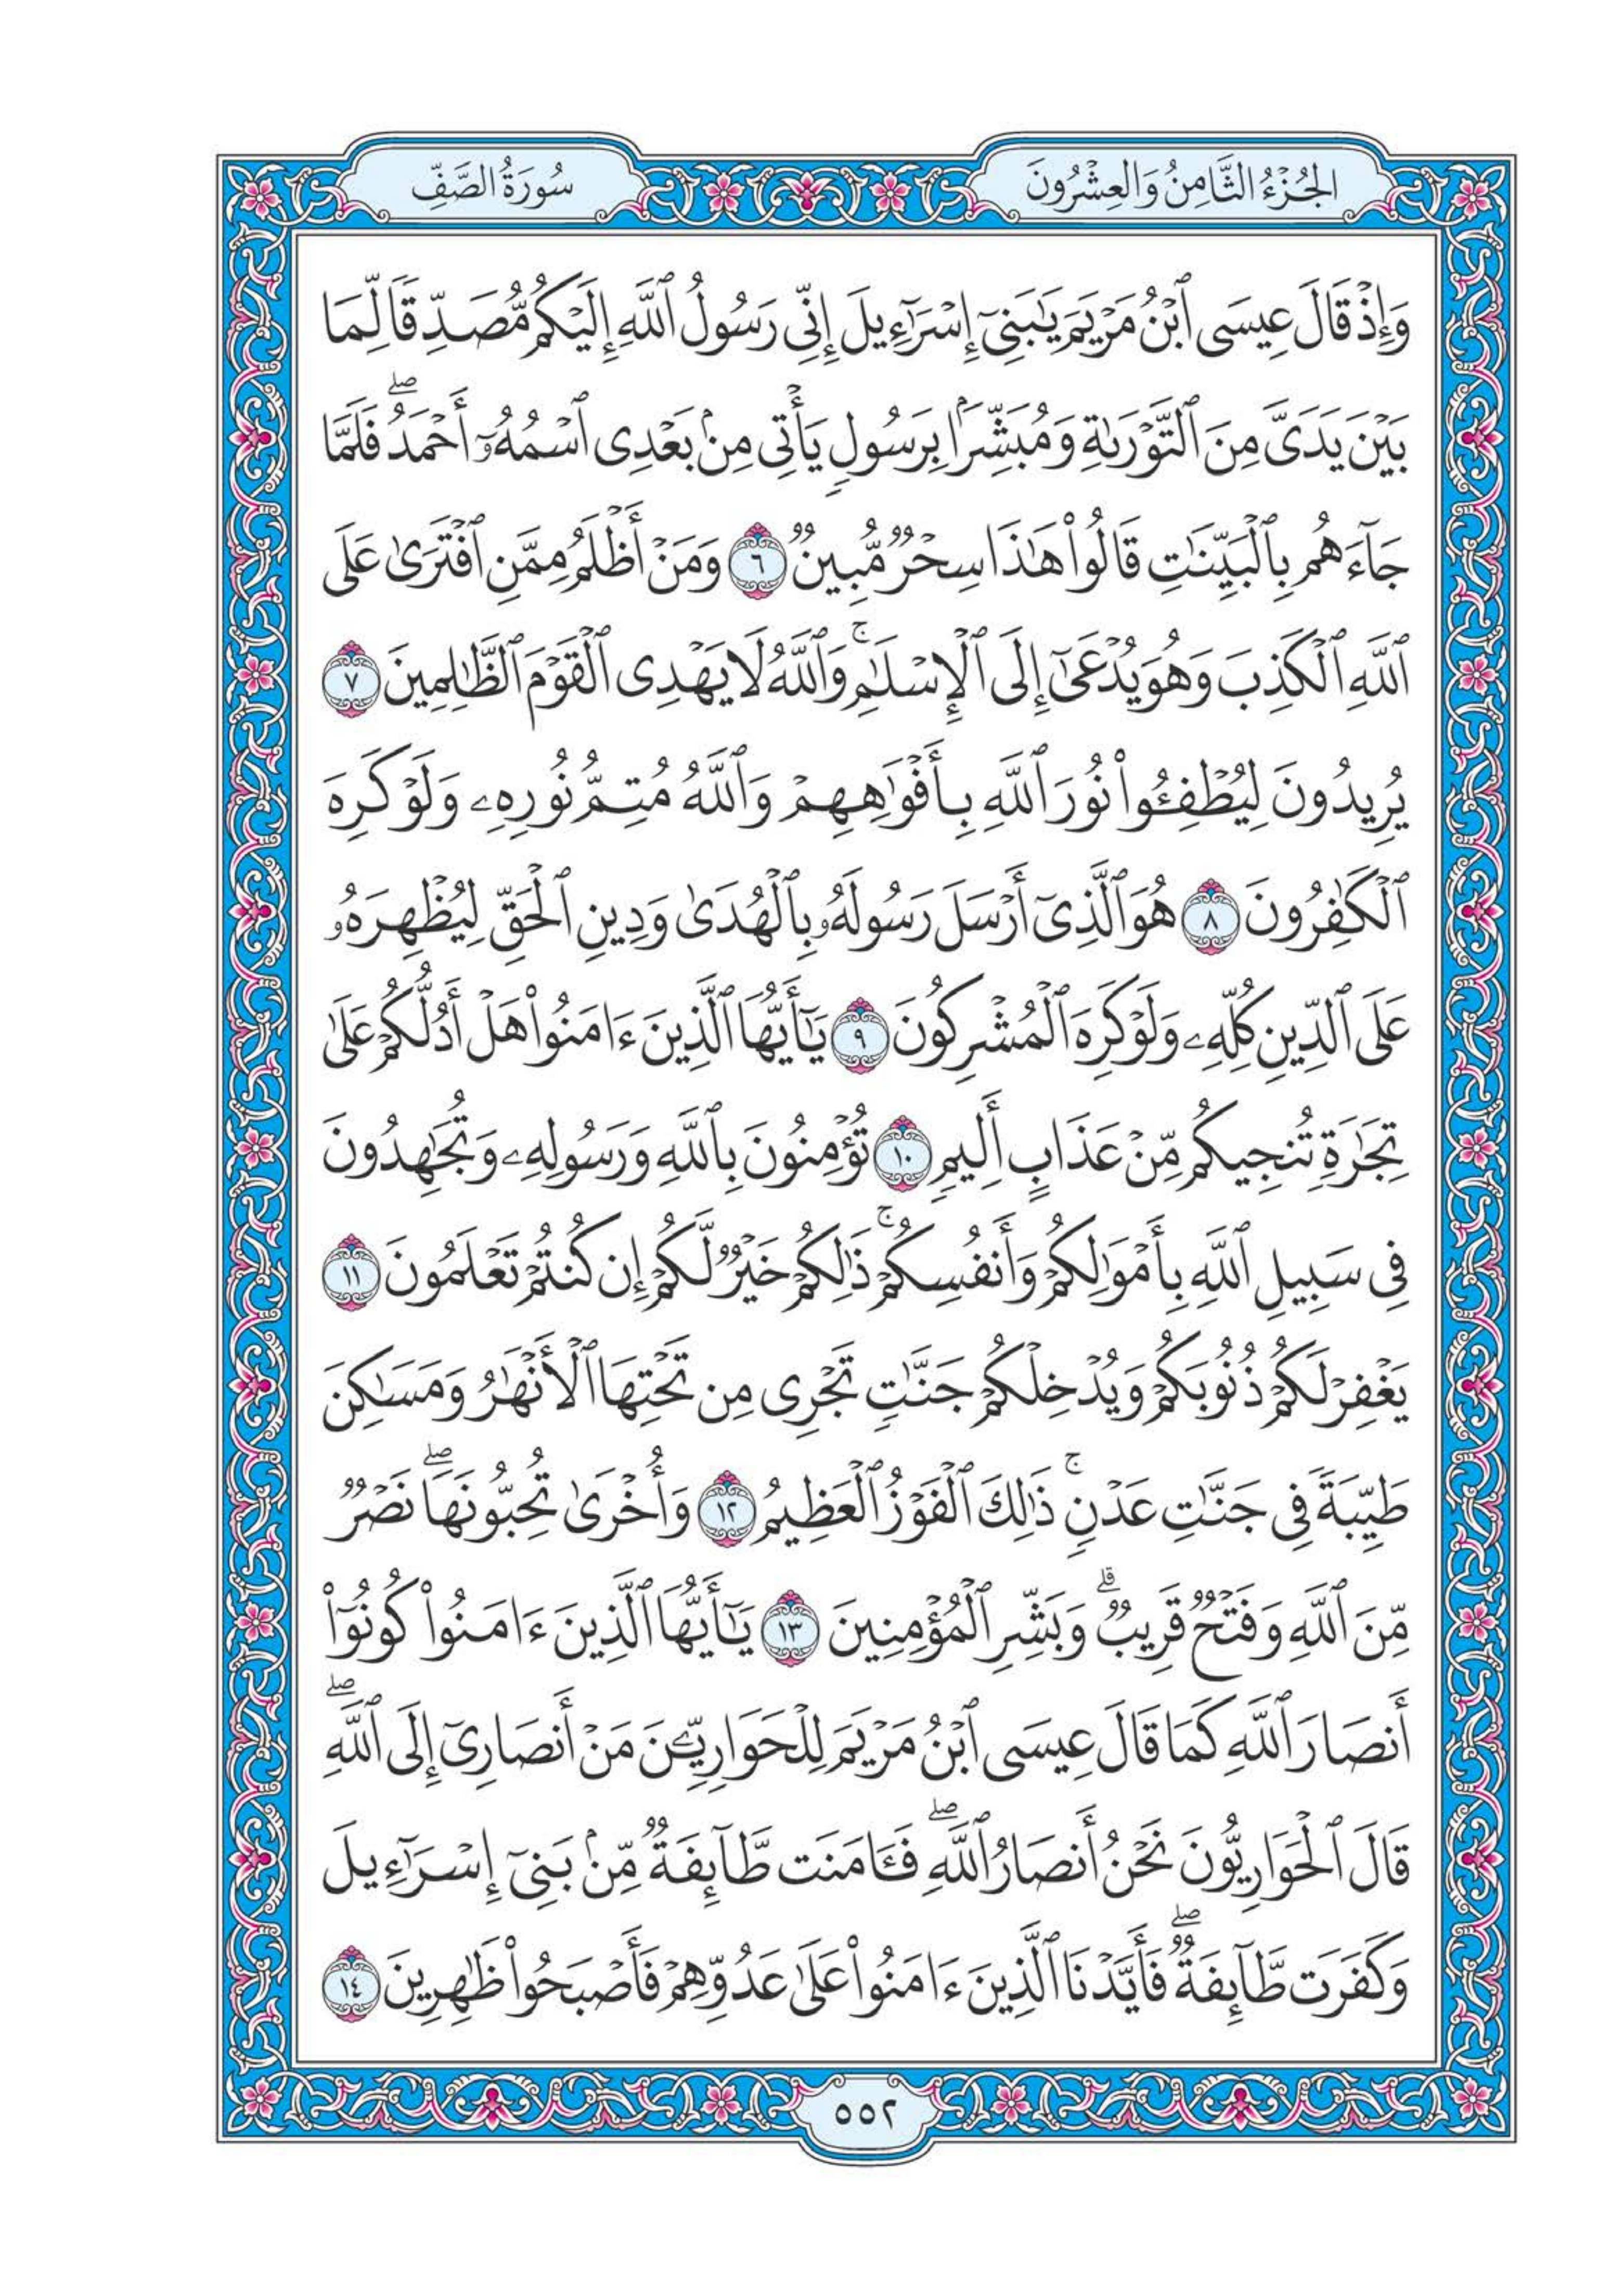 الجُزْءُ الثَّامِنُ وَالعِشْرُونَ
سُورَةُ الصَّفِّ
وَإِذْ قَالَ عِيسَى ٱبْنُ مَرْيَمَ يَٰبَنِىٓ إِسْرَٰٓءِيلَ إِنِّى رَسُولُ ٱللَّهِ إِلَيْكُم مُّصَدِّقًا لِّمَا
بَيْنَ يَدَىَّ مِنَ ٱلتَّوْرَىٰةِ وَمُبَشِّرًۢا بِرَسُولٍ يَأْتِى مِنۢ بَعْدِى ٱسْمُهُۥٓ أَحْمَدُۖ فَلَمَّا
جَآءَهُم بِٱلْبَيِّنَٰتِ قَالُوا۟ هَٰذَا سِحْرٌ مُّبِينٌ ٦ وَمَنْ أَظْلَمُ مِمَّنِ ٱفْتَرَىٰ عَلَى
ٱللَّهِ ٱلْكَذِبَ وَهُوَ يُدْعَىٰٓ إِلَى ٱلْإِسْلَٰمِۚ وَٱللَّهُ لَا يَهْدِى ٱلْقَوْمَ ٱلظَّٰلِمِينَ ٧
يُرِيدُونَ لِيُطْفِـُٔوا۟ نُورَ ٱللَّهِ بِأَفْوَٰهِهِمْ وَٱللَّهُ مُتِمُّ نُورِهِۦ وَلَوْ كَرِهَ
ٱلْكَٰفِرُونَ ٨ هُوَ ٱلَّذِىٓ أَرْسَلَ رَسُولَهُۥ بِٱلْهُدَىٰ وَدِينِ ٱلْحَقِّ لِيُظْهِرَهُۥ
عَلَى ٱلدِّينِ كُلِّهِۦ وَلَوْ كَرِهَ ٱلْمُشْرِكُونَ ٩ يَٰٓأَيُّهَا ٱلَّذِينَ ءَامَنُوا۟ هَلْ أَدُلُّكُمْ عَلَىٰ
تِجَٰرَةٍ تُنجِيكُم مِّنْ عَذَابٍ أَلِيمٍ ١٠ تُؤْمِنُونَ بِٱللَّهِ وَرَسُولِهِۦ وَتُجَٰهِدُونَ
فِى سَبِيلِ ٱللَّهِ بِأَمْوَٰلِكُمْ وَأَنفُسِكُمْۚ ذَٰلِكُمْ خَيْرٌ لَّكُمْ إِن كُنتُمْ تَعْلَمُونَ ١١
يَغْفِرْ لَكُمْ ذُنُوبَكُمْ وَيُدْخِلْكُمْ جَنَّٰتٍ تَجْرِى مِن تَحْتِهَا ٱلْأَنْهَٰرُ وَمَسَٰكِنَ
طَيِّبَةً فِى جَنَّٰتِ عَدْنٍۚ ذَٰلِكَ ٱلْفَوْزُ ٱلْعَظِيمُ ١٢ وَأُخْرَىٰ تُحِبُّونَهَاۖ نَصْرٌ
مِّنَ ٱللَّهِ وَفَتْحٌ قَرِيبٌۗ وَبَشِّرِ ٱلْمُؤْمِنِينَ ١٣ يَٰٓأَيُّهَا ٱلَّذِينَ ءَامَنُوا۟ كُونُوٓا۟
أَنصَارَ ٱللَّهِ كَمَا قَالَ عِيسَى ٱبْنُ مَرْيَمَ لِلْحَوَارِيِّـۧنَ مَنْ أَنصَارِىٓ إِلَى ٱللَّهِۖ
قَالَ ٱلْحَوَارِيُّونَ نَحْنُ أَنصَارُ ٱللَّهِۖ فَـَٔامَنَت طَّآئِفَةٌ مِّنۢ بَنِىٓ إِسْرَٰٓءِيلَ
وَكَفَرَت طَّآئِفَةٌۖ فَأَيَّدْنَا ٱلَّذِينَ ءَامَنُوا۟ عَلَىٰ عَدُوِّهِمْ فَأَصْبَحُوا۟ ظَٰهِرِينَ ١٤
٥٥٢